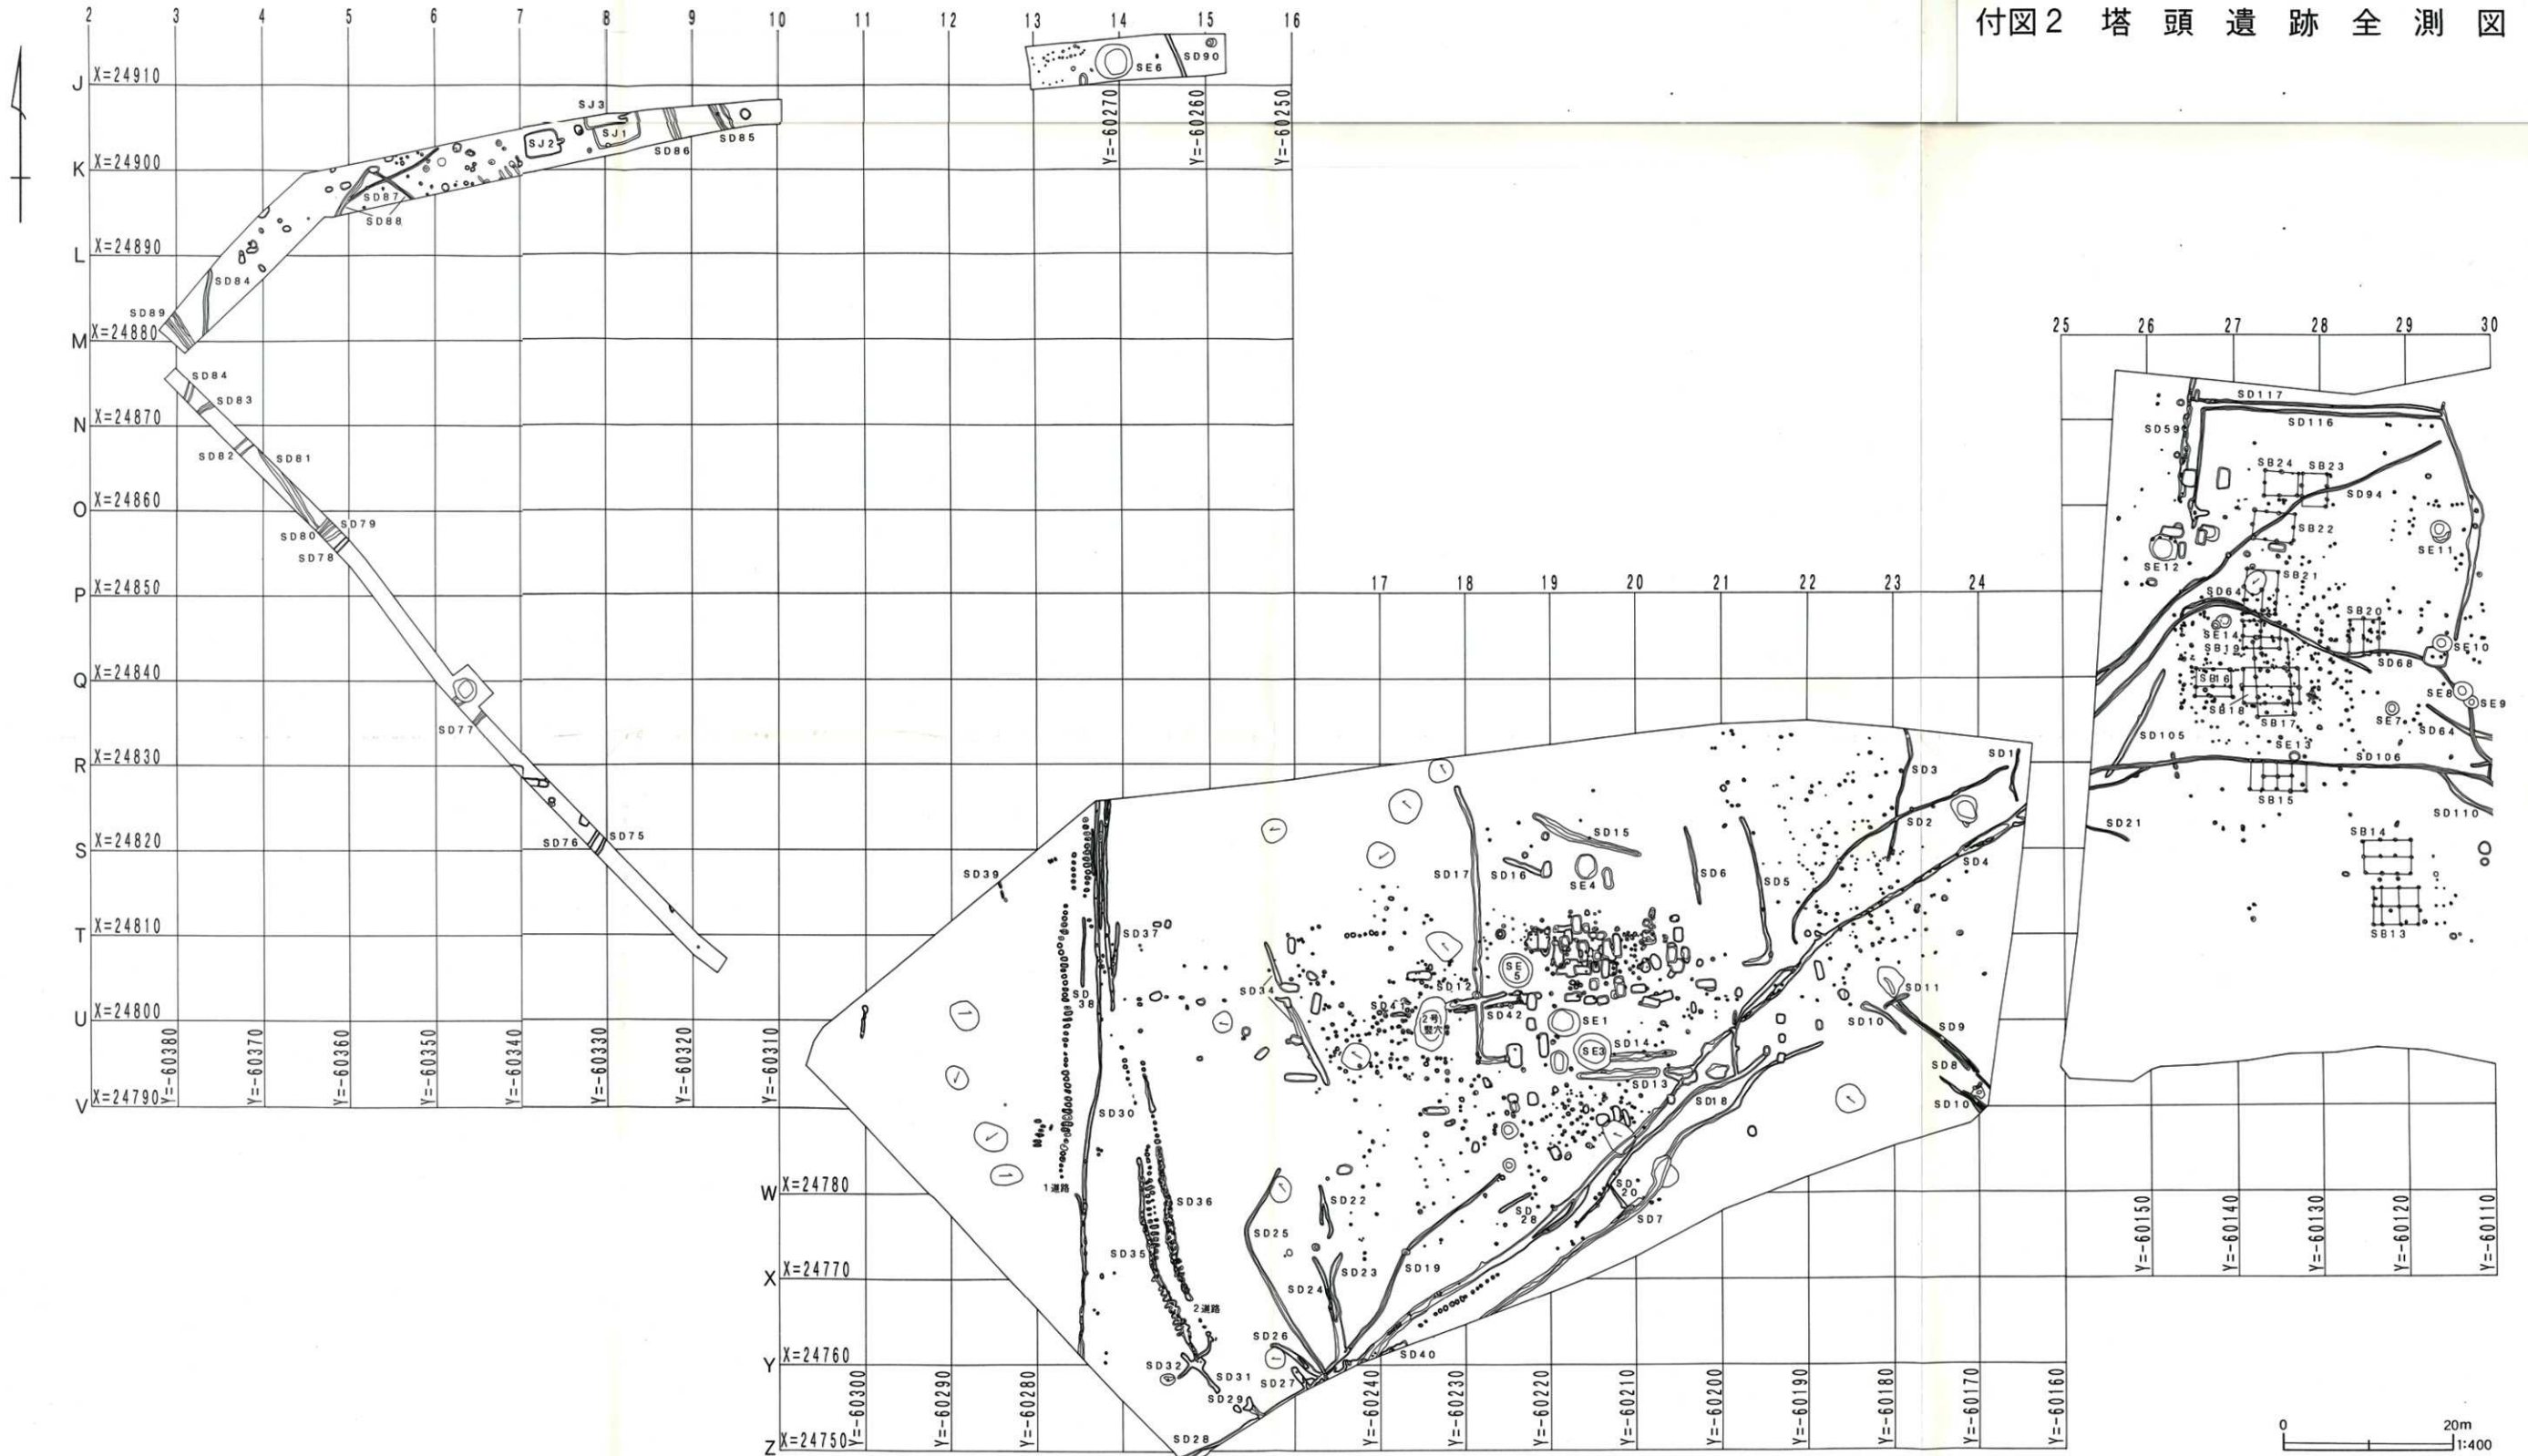 付図2 塔頭遺跡全測図
2 3 4 5 6 7 8 9 10 11 12 13 14 15 16
SD90
SE6
J X=24910
Y=-60270
Y=-60260
Y=-60250
SJ3
SJ1
SJ2
SD85
SD86
K X=24900
SD87
SD88
L X=24890
SD84
SD89
M X=24880
25 26 27 28 29 30
SD84
SD83
SD117
SD116
SD59
N X=24870
SD82
SD81
SB24
SB23
SD94
O X=24860
SD79
SD80
SD78
SB22
SE11
SE12
SB21
17 18 19 20 21 22 23 24
P X=24850
SD64
SB20
SE14
SB19
SE10
SD68
Q X=24840
SB16
SE8
SE9
SB18
SB17
SE7
SD64
SD77
SD105
SE13
SD106
R X=24830
SD1
SD3
SB15
SD110
SD2
SD15
SD21
SB14
SD75
SD76
S X=24820
SD4
SD39
SD17
SD16
SE4
SD6
SD5
T X=24810
SD37
SB13
SE5
SD12
SD34
SD38
SD41
SD42
2号竪穴
SD11
SE1
SD10
SD9
U X=24800
SE3
SD14
SD13
SD8
SD10
Y=-60380
Y=-60370
Y=-60360
Y=-60350
Y=-60340
Y=-60330
Y=-60320
Y=-60310
V X=24790
SD30
SD18
1道路
W X=24780
SD36
SD22
SD20
SD28
SD7
SD25
SD35
SD23
SD19
X X=24770
SD24
2道路
SD26
SD40
Y X=24760
SD32
SD31
SD27
SD29
SD28
Y=-60150
Y=-60140
Y=-60130
Y=-60120
Y=-60110
Z X=24750
Y=-60300
Y=-60290
Y=-60280
Y=-60240
Y=-60230
Y=-60220
Y=-60210
Y=-60200
Y=-60190
Y=-60180
Y=-60170
Y=-60160
0 20m
1:400